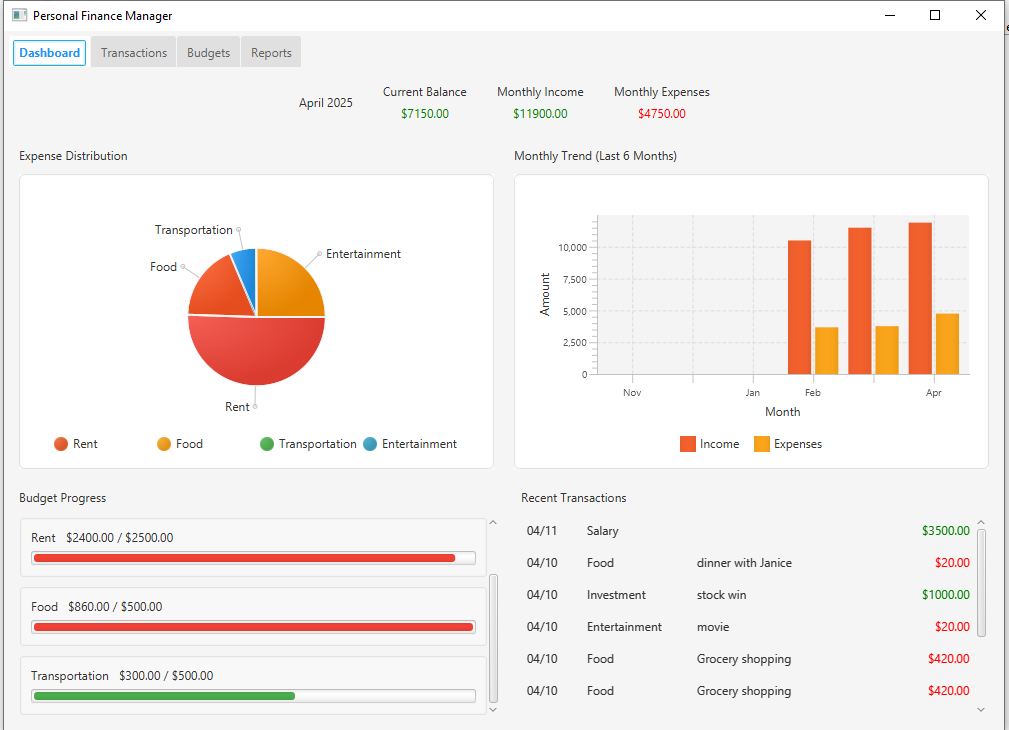 Personal Finance Manager
Dashboard Transactions Budgets Reports
April 2025
Current Balance Monthly Income Monthly Expenses
$7150.00 $11900.00 $4750.00
Expense Distribution
Transportation
Entertainment
Food
Rent
Rent Food Transportation Entertainment
Monthly Trend (Last 6 Months)
Amount
10,000
7,500
5,000
2,500
0
Nov Jan Feb Apr
Month
Income Expenses
Budget Progress
Rent $2400.00 / $2500.00
Food $860.00 / $500.00
Transportation $300.00 / $500.00
Recent Transactions
04/11 Salary $3500.00
04/10 Food dinner with Janice $20.00
04/10 Investment stock win $1000.00
04/10 Entertainment movie $20.00
04/10 Food Grocery shopping $420.00
04/10 Food Grocery shopping $420.00